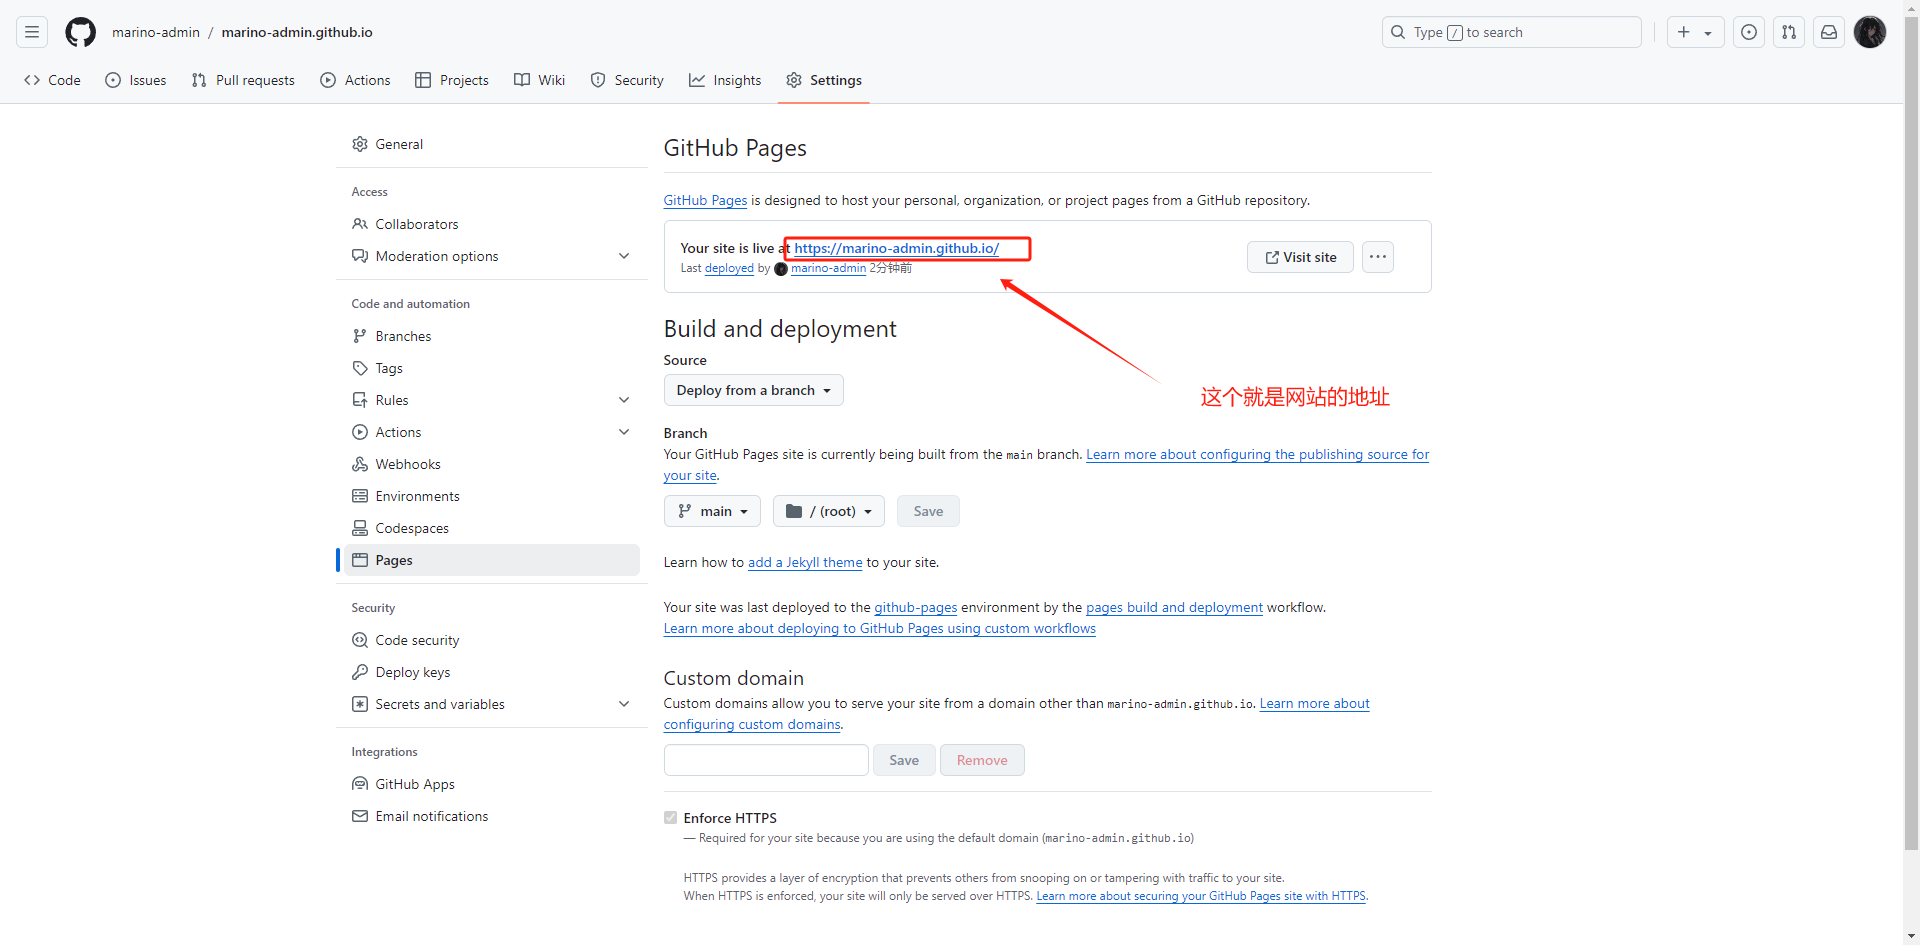 marino-admin / marino-admin.github.io
Type / to search
Code
Issues
Pull requests
Actions
Projects
Wiki
Security
Insights
Settings
General
Access
Collaborators
Moderation options
Code and automation
Branches
Tags
Rules
Actions
Webhooks
Environments
Codespaces
Pages
Security
Code security
Deploy keys
Secrets and variables
Integrations
GitHub Apps
Email notifications
GitHub Pages
GitHub Pages is designed to host your personal, organization, or project pages from a GitHub repository.
Your site is live at https://marino-admin.github.io/
Last deployed by marino-admin 2分钟前
Visit site
这个就是网站的地址
Build and deployment
Source
Deploy from a branch
Branch
Your GitHub Pages site is currently being built from the main branch. Learn more about configuring the publishing source for
your site.
main
/ (root)
Save
Learn how to add a Jekyll theme to your site.
Your site was last deployed to the github-pages environment by the pages build and deployment workflow.
Learn more about deploying to GitHub Pages using custom workflows
Custom domain
Custom domains allow you to serve your site from a domain other than marino-admin.github.io. Learn more about
configuring custom domains.
Save
Remove
Enforce HTTPS
— Required for your site because you are using the default domain (marino-admin.github.io)
HTTPS provides a layer of encryption that prevents others from snooping on or tampering with traffic to your site.
When HTTPS is enforced, your site will only be served over HTTPS. Learn more about securing your GitHub Pages site with HTTPS.